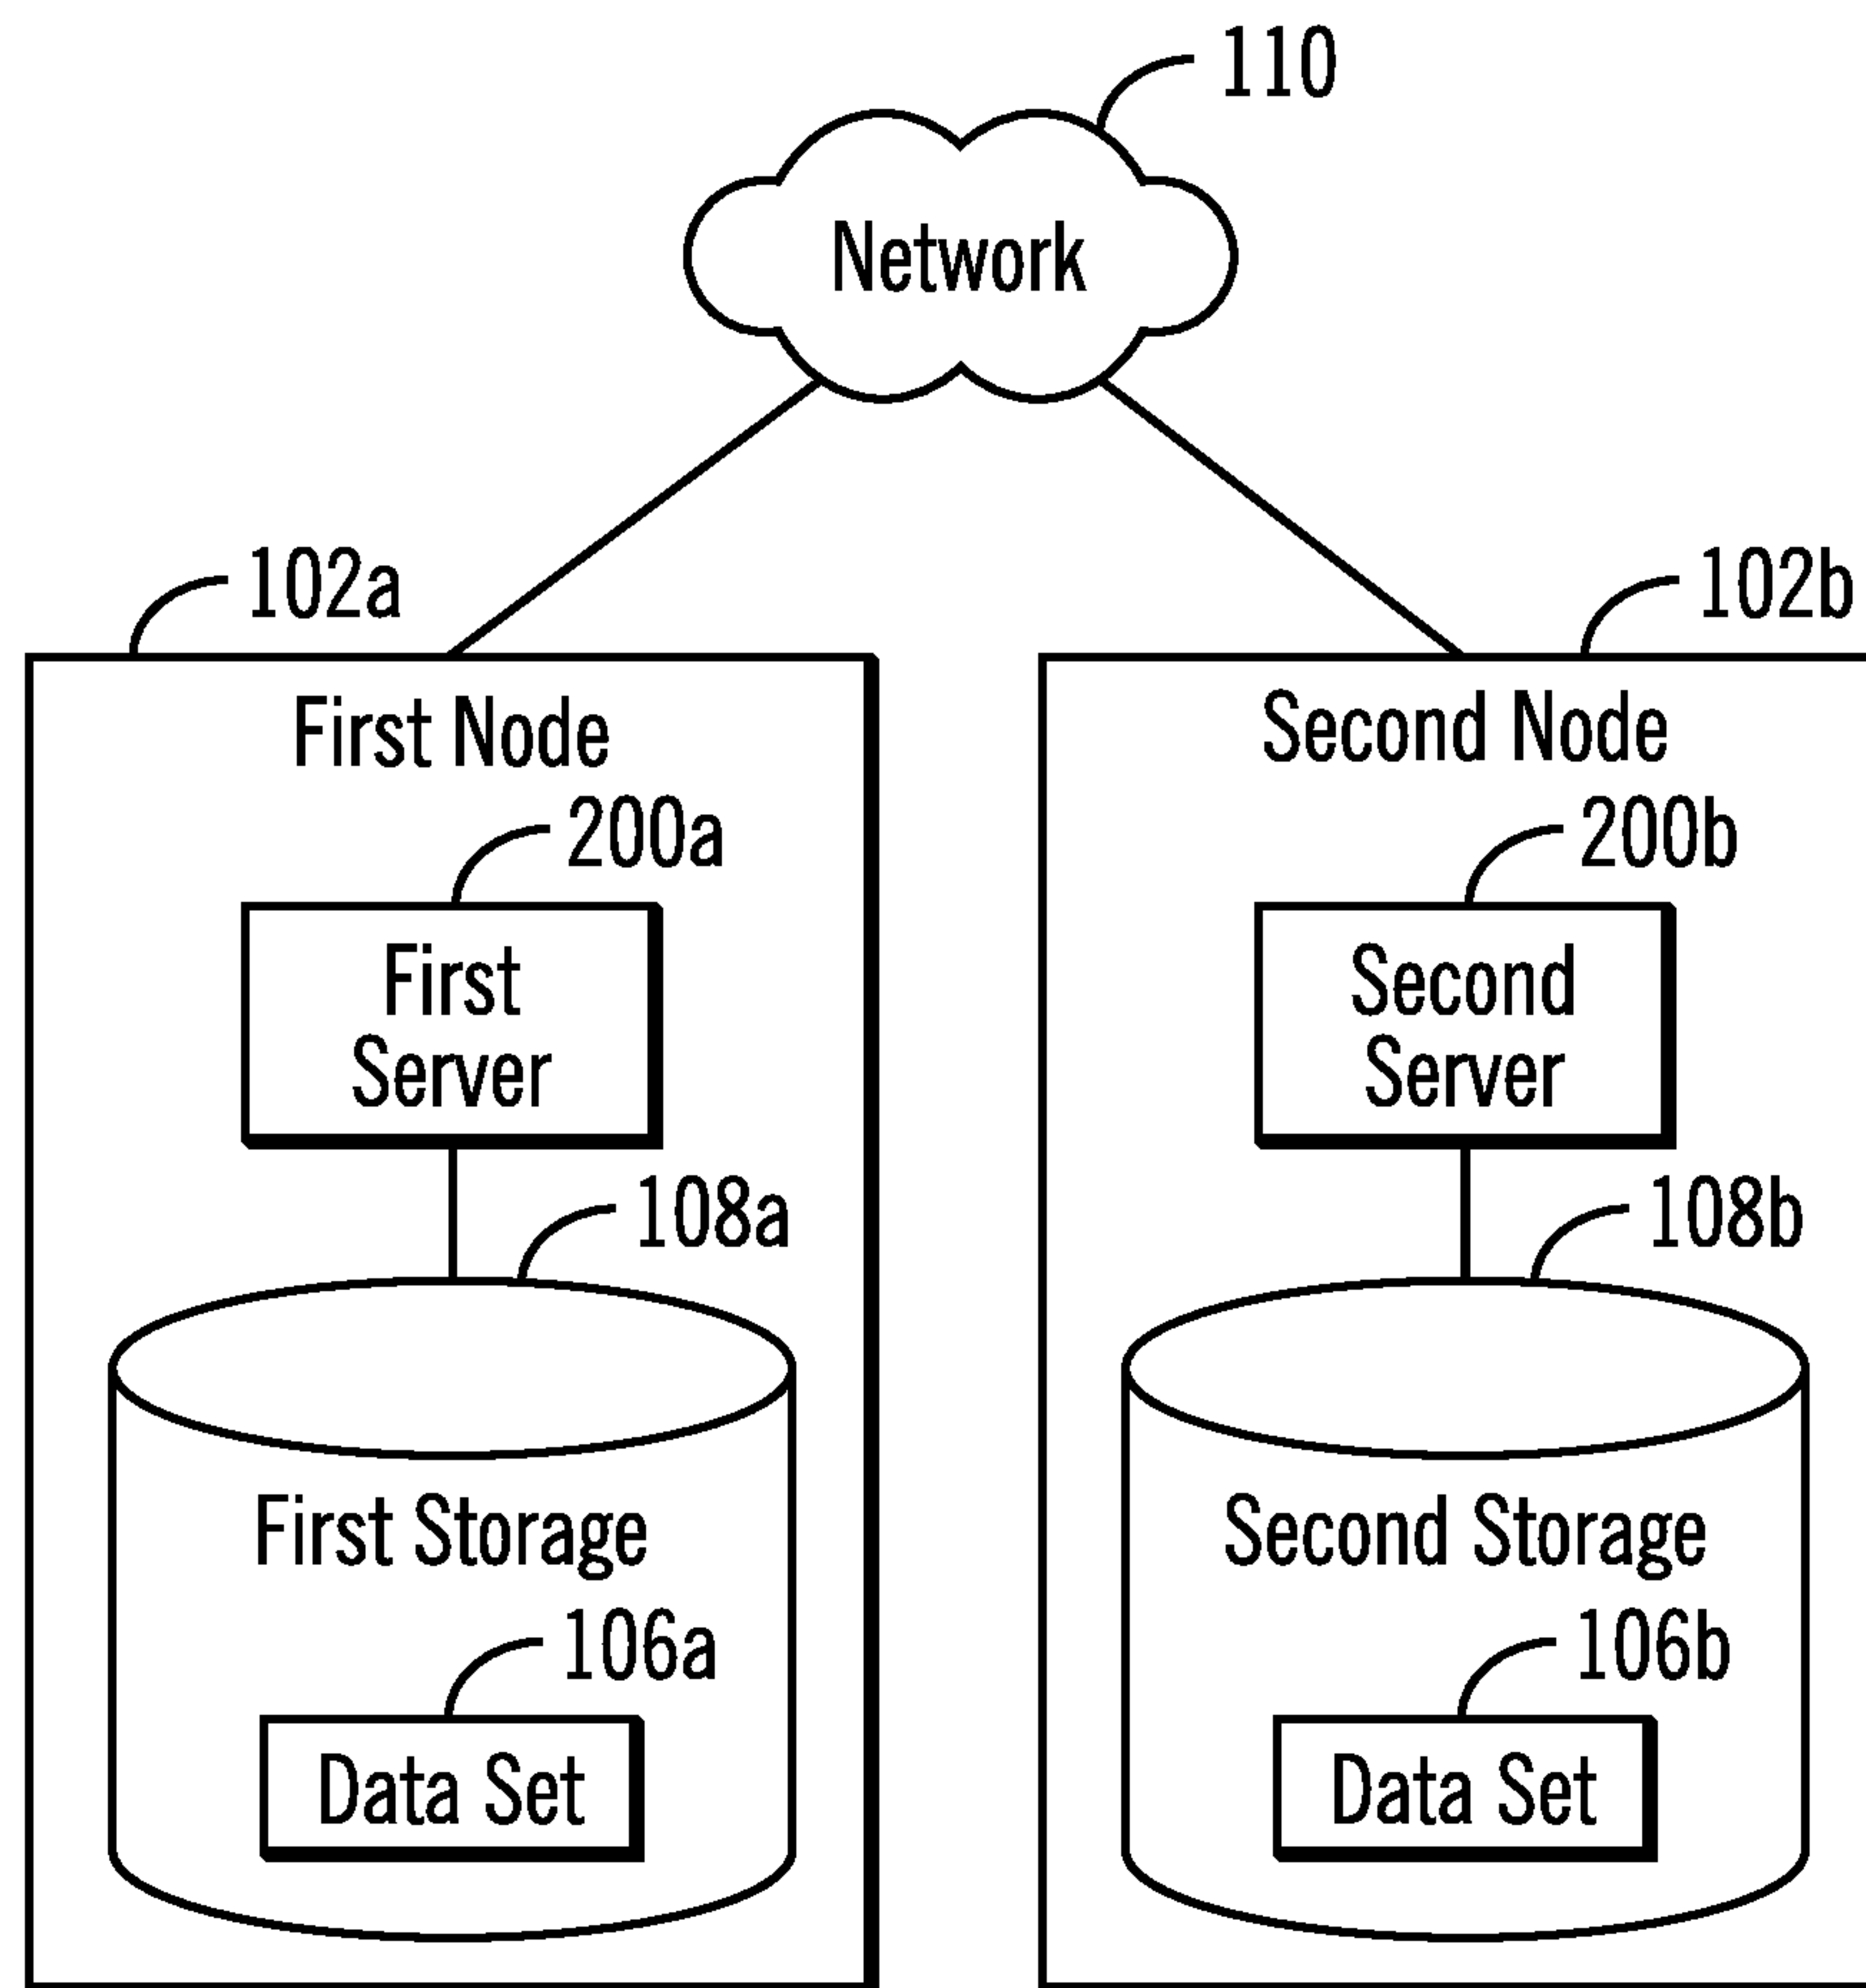 110
Network
102a
102b
First Node
Second Node
200a
200b
First
Server
Second
Server
108a
108b
First Storage
Second Storage
106a
106b
Data Set
Data Set